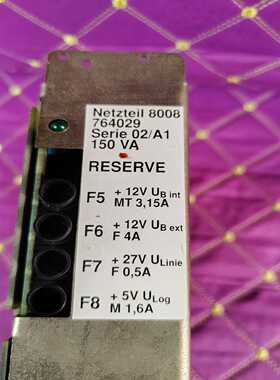 Netzteil 8008
764029
Serie 02/A1
150 VA
RESERVE
F5 + 12V UB int
MT 3,15A
F6 + 12V UB ext
F 4A
F7 + 27V ULinie
F 0,5A
F8 + 5V ULog
M 1,6A